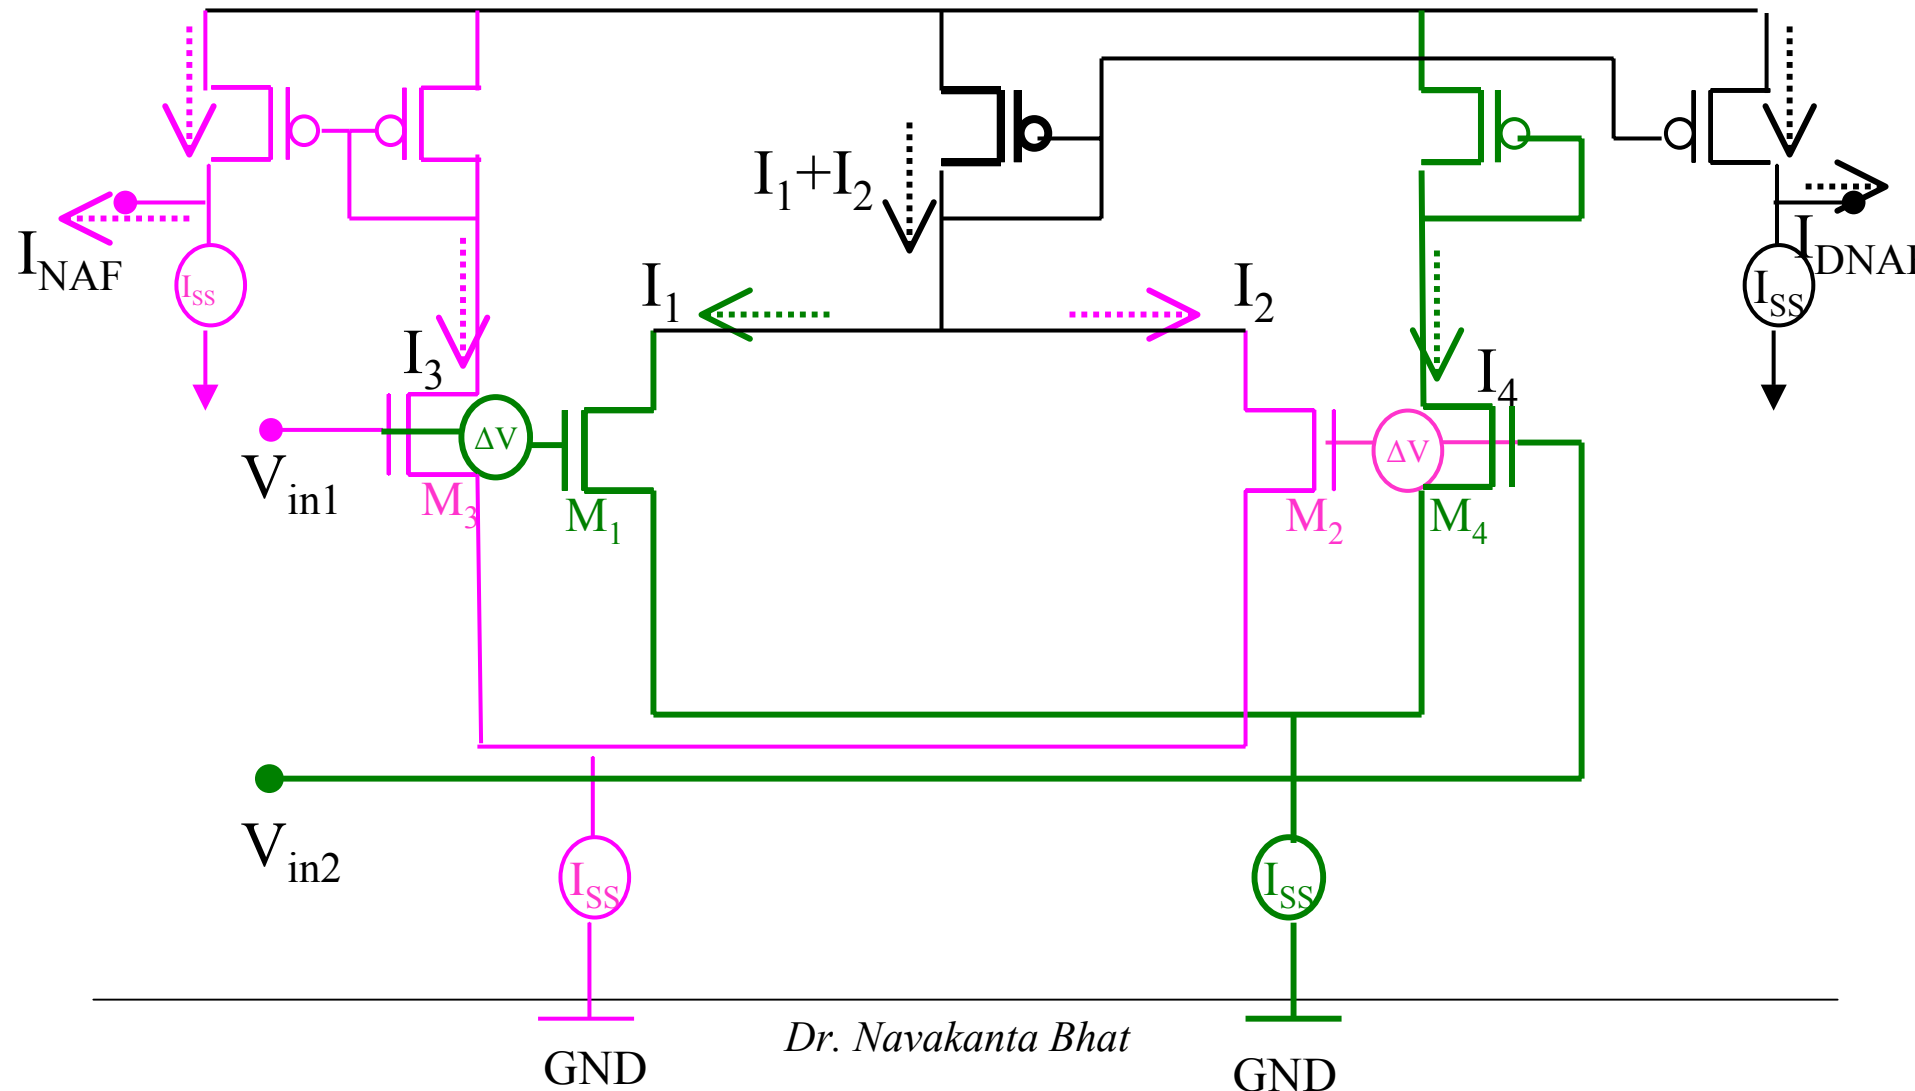 I1+I2
INAF
ISS
I1
I2
IDNAF
ISS
I3
I4
ΔV
ΔV
Vin1
M3
M1
M2
M4
Vin2
ISS
ISS
Dr. Navakanta Bhat
GND
GND